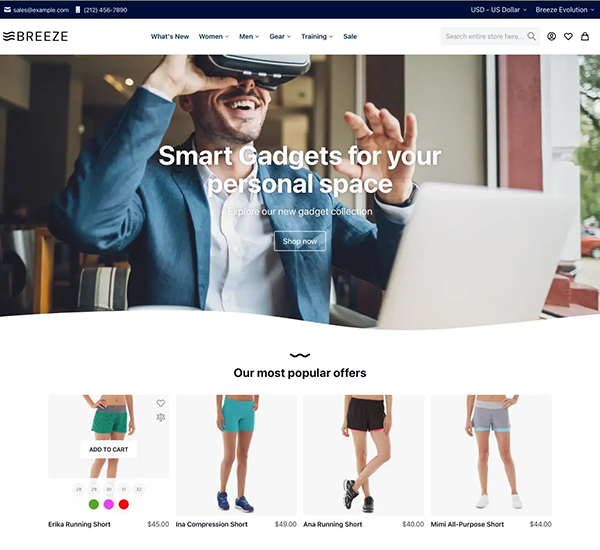 sales@example.com (212) 456-7890 USD - US Dollar Breeze Evolution
BREEZE What's New Women Men Gear Training Sale Search entire store here...
Smart Gadgets for your
personal space
Explore our new gadget collection
Shop now
Our most popular offers
ADD TO CART
28 29 30 31 32
Erika Running Short $45.00 Ina Compression Short $49.00 Ana Running Short $40.00 Mimi All-Purpose Short $44.00